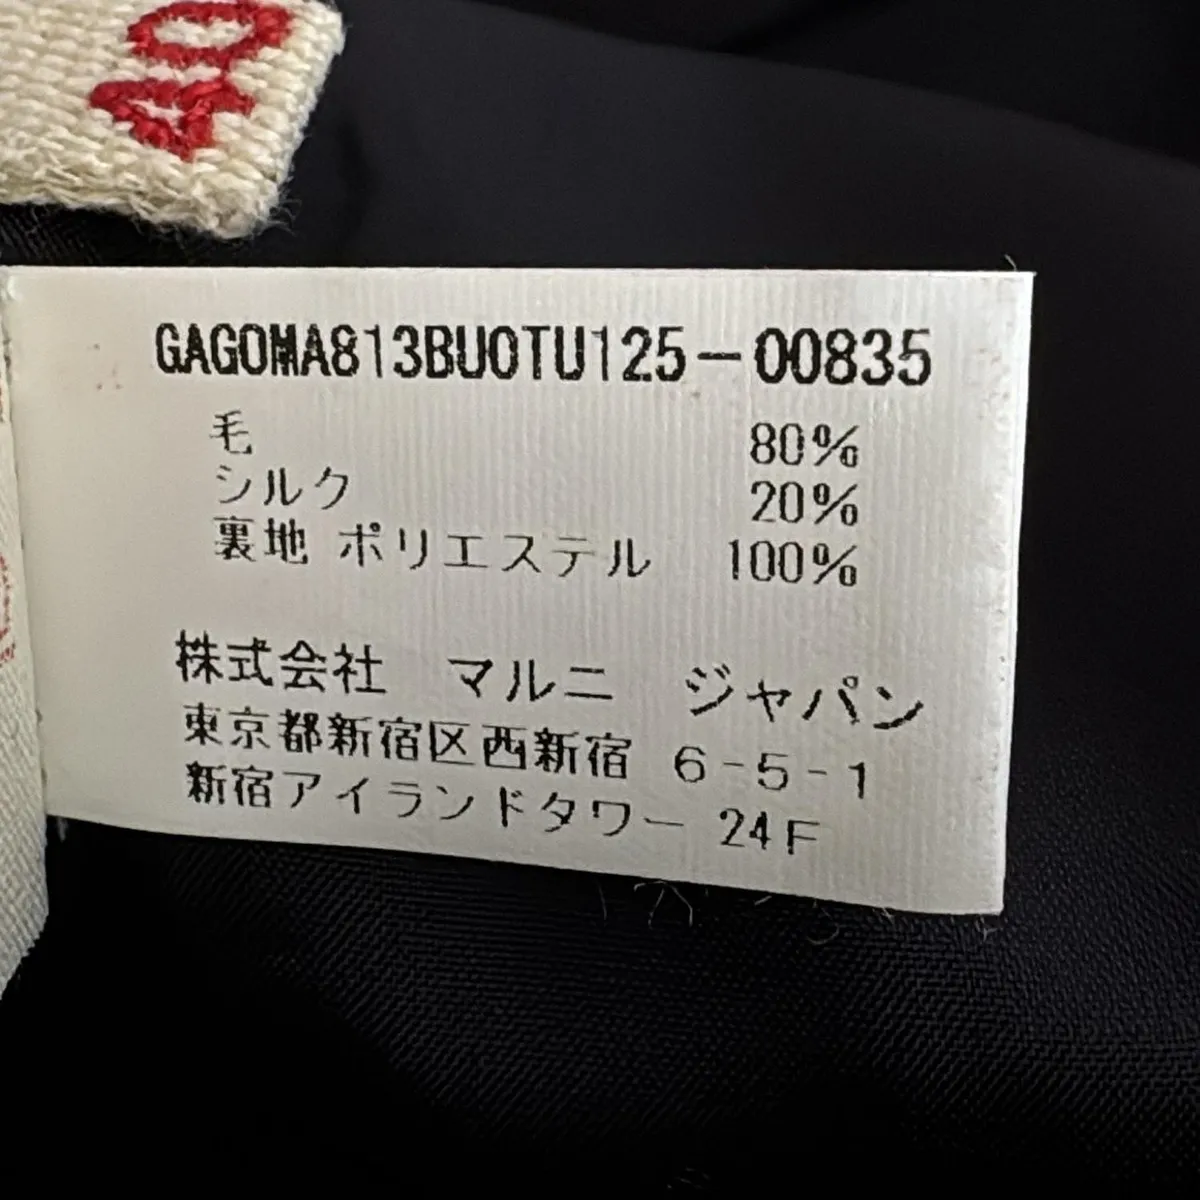 40
GAGOMA813BU0TU125-00835
毛 80%
シルク 20%
裏地 ポリエステル 100%
株式会社 マルニ ジャパン
東京都新宿区西新宿 6-5-1
新宿アイランドタワー 24F